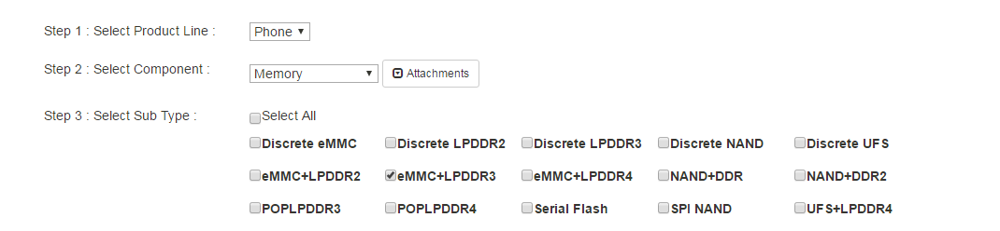 Step 1 : Select Product Line : Phone
Step 2 : Select Component : Memory Attachments
Step 3 : Select Sub Type : Select All
Discrete eMMC Discrete LPDDR2 Discrete LPDDR3 Discrete NAND Discrete UFS
eMMC+LPDDR2 eMMC+LPDDR3 eMMC+LPDDR4 NAND+DDR NAND+DDR2
POPLPDDR3 POPLPDDR4 Serial Flash SPI NAND UFS+LPDDR4